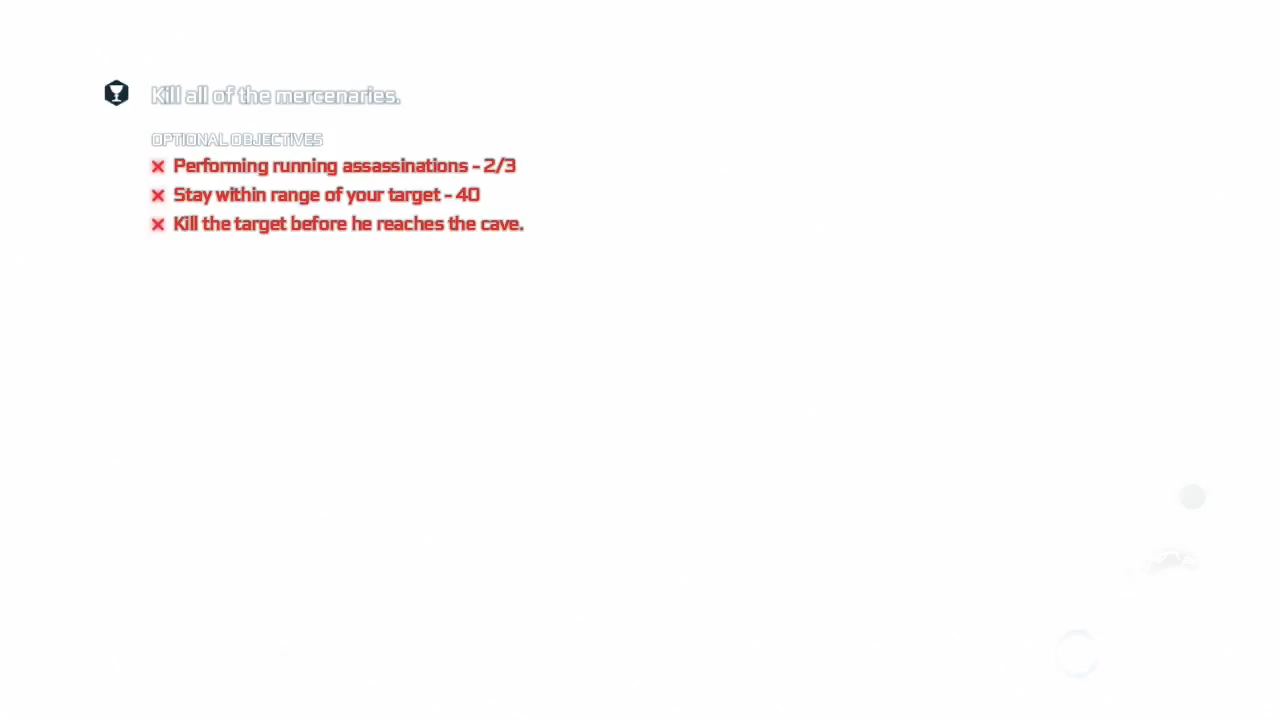 Kill all of the mercenaries.
OPTIONAL OBJECTIVES
Performing running assassinations - 2/3
Stay within range of your target - 40
Kill the target before he reaches the cave.